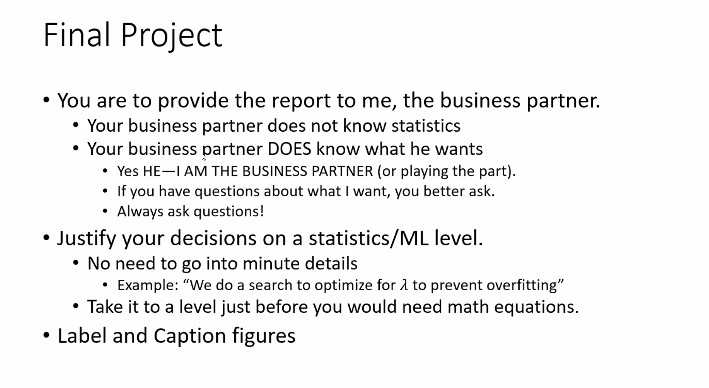 Final Project
• You are to provide the report to me, the business partner.
• Your business partner does not know statistics
• Your business partner DOES know what he wants
• Yes HE—I AM THE BUSINESS PARTNER (or playing the part).
• If you have questions about what I want, you better ask.
• Always ask questions!
• Justify your decisions on a statistics/ML level.
• No need to go into minute details
• Example: “We do a search to optimize for λ to prevent overfitting”
• Take it to a level just before you would need math equations.
• Label and Caption figures